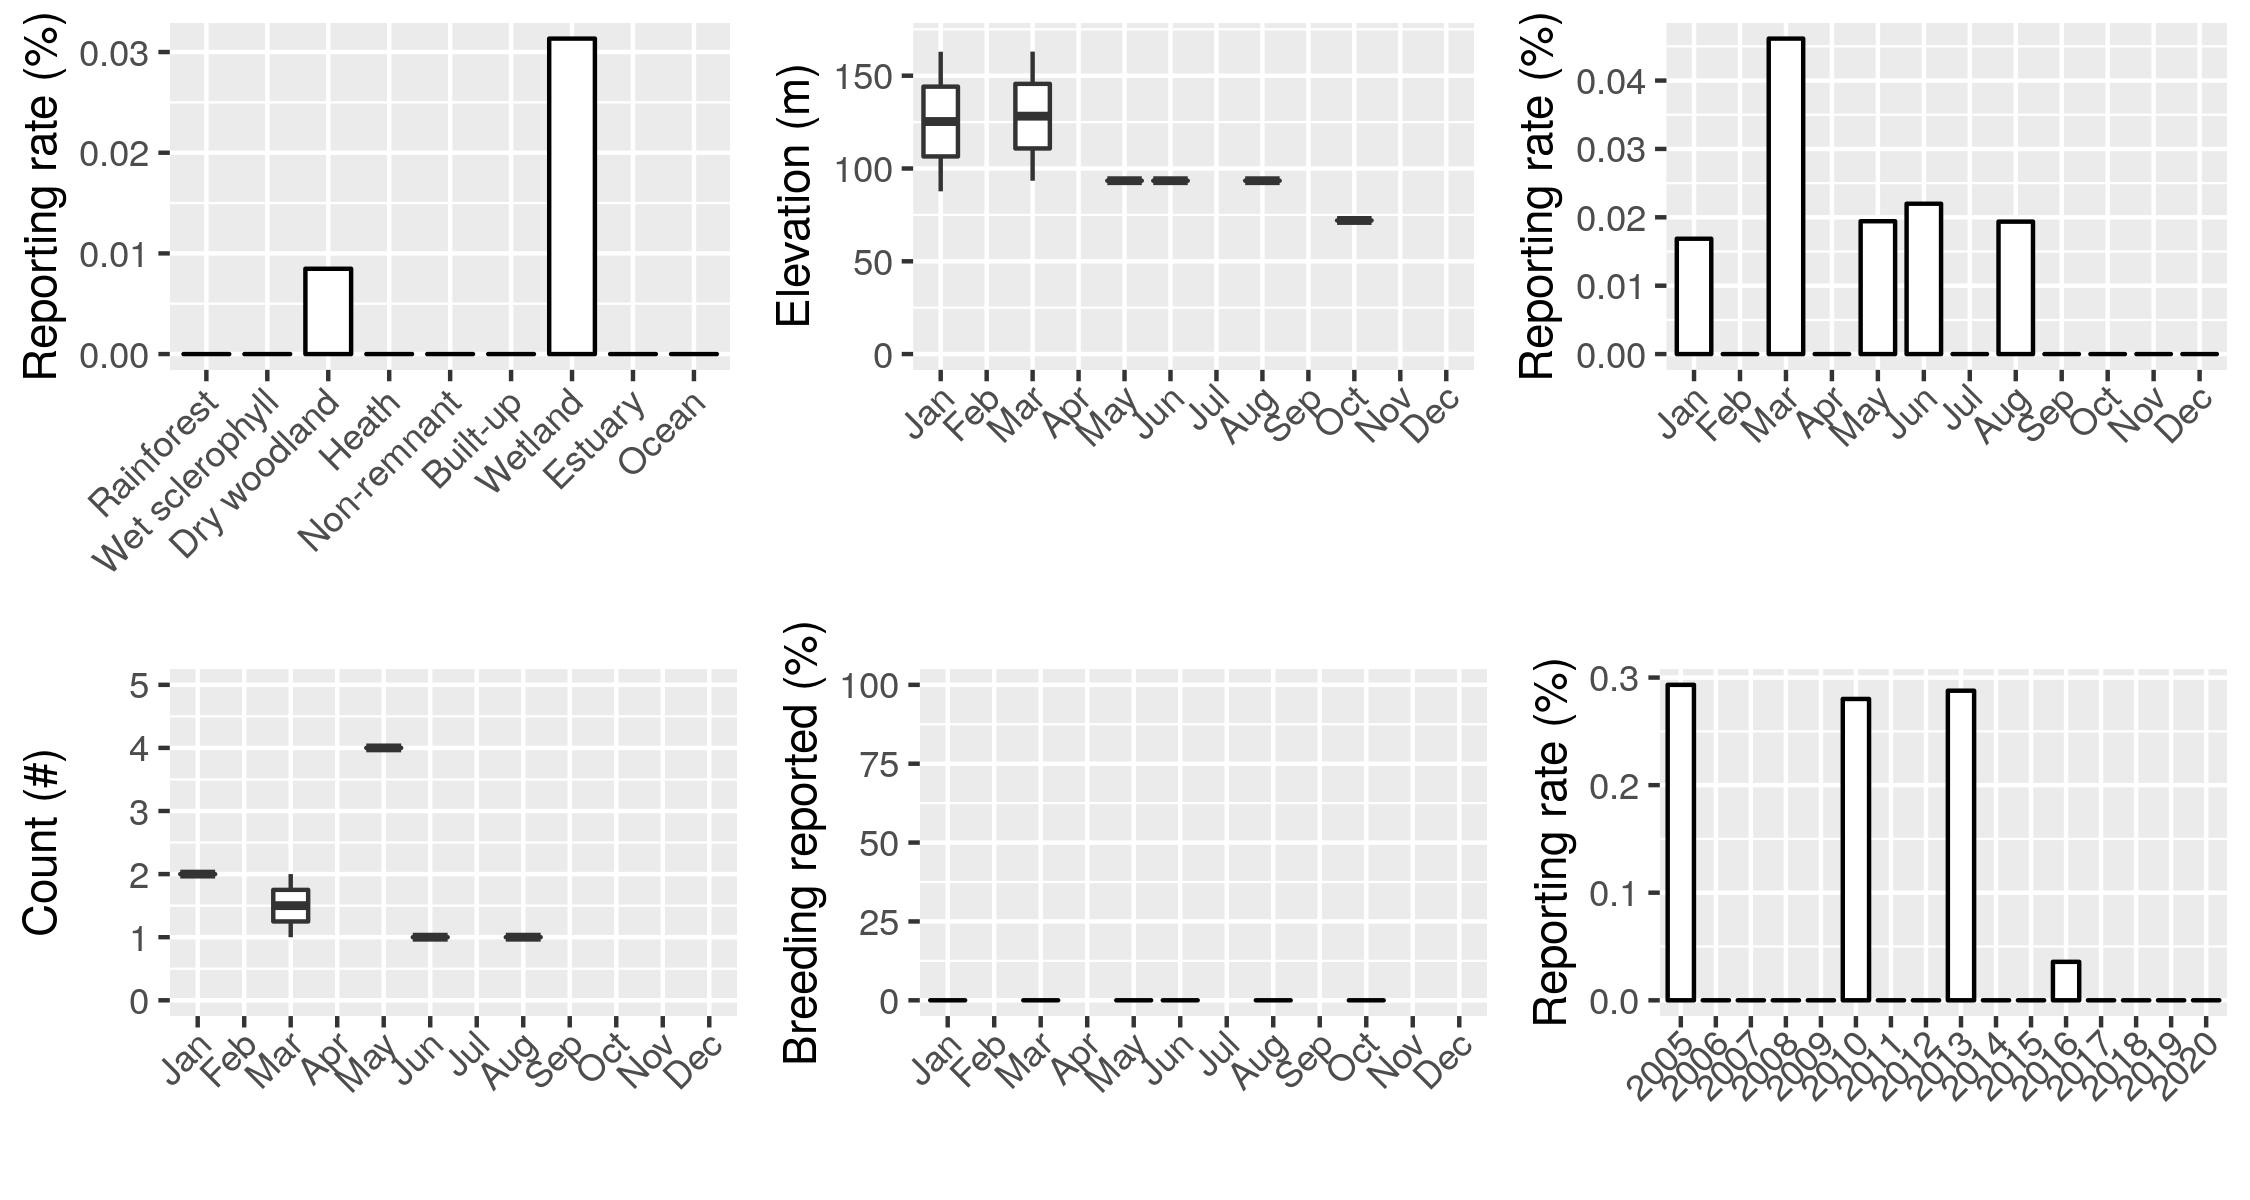 Reporting rate (%)
0.03
0.02
0.01
0.00
Rainforest
Wet sclerophyll
Dry woodland
Heath
Non-remnant
Built-up
Wetland
Estuary
Ocean
Elevation (m)
150
100
50
0
Jan
Feb
Mar
Apr
May
Jun
Jul
Aug
Sep
Oct
Nov
Dec
Reporting rate (%)
0.04
0.03
0.02
0.01
0.00
Jan
Feb
Mar
Apr
May
Jun
Jul
Aug
Sep
Oct
Nov
Dec
Count (#)
5
4
3
2
1
0
Jan
Feb
Mar
Apr
May
Jun
Jul
Aug
Sep
Oct
Nov
Dec
Breeding reported (%)
100
75
50
25
0
Jan
Feb
Mar
Apr
May
Jun
Jul
Aug
Sep
Oct
Nov
Dec
Reporting rate (%)
0.3
0.2
0.1
0.0
2005
2006
2007
2008
2009
2010
2011
2012
2013
2014
2015
2016
2017
2018
2019
2020